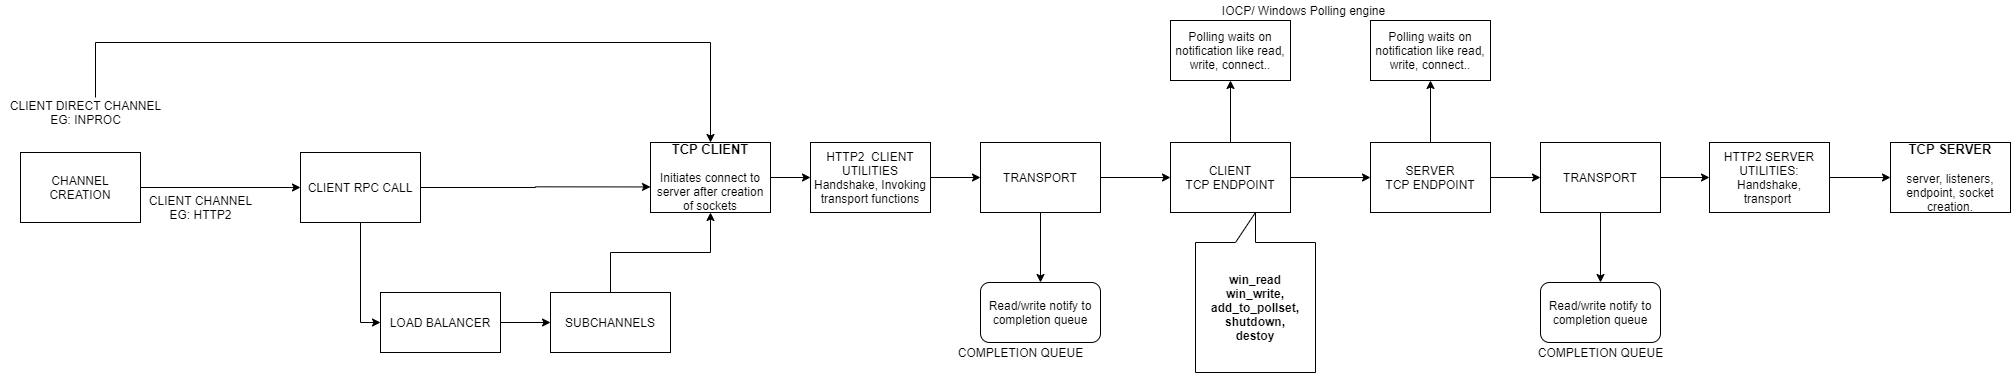 IOCP/ Windows Polling engine
Polling waits on
notification like read,
write, connect..
Polling waits on
notification like read,
write, connect..
CLIENT DIRECT CHANNEL
EG: INPROC
CHANNEL
CREATION
CLIENT CHANNEL
EG: HTTP2
CLIENT RPC CALL
LOAD BALANCER
SUBCHANNELS
TCP CLIENT
Initiates connect to
server after creation
of sockets
HTTP2 CLIENT
UTILITIES
Handshake, Invoking
transport functions
TRANSPORT
Read/write notify to
completion queue
COMPLETION QUEUE
CLIENT
TCP ENDPOINT
win_read
win_write,
add_to_pollset,
shutdown,
destoy
SERVER
TCP ENDPOINT
TRANSPORT
Read/write notify to
completion queue
COMPLETION QUEUE
HTTP2 SERVER
UTILITIES:
Handshake,
transport
TCP SERVER
server, listeners,
endpoint, socket
creation.